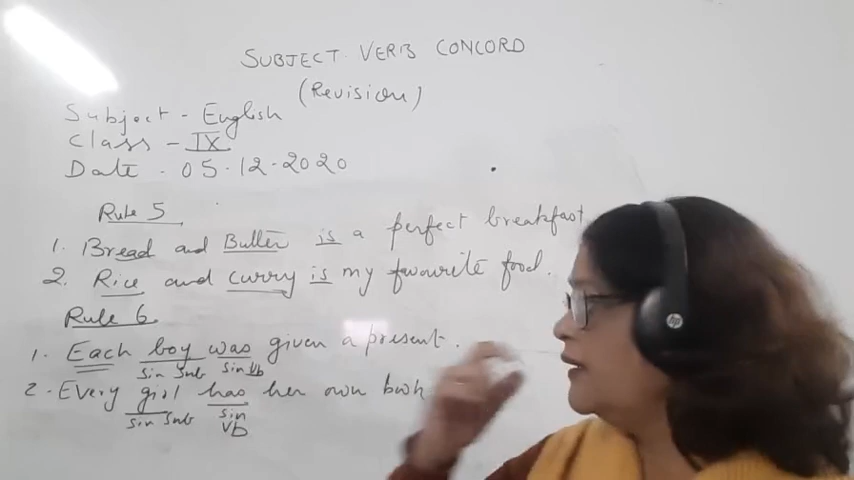 SUBJECT VERB CONCORD
(Revision)
Subject - English
Class - IX
Date - 05-12-2020
Rule 5
1. Bread and Butter is a perfect breakfast
2. Rice and curry is my favourite food.
Rule 6
1. Each boy was given a present.
sin sub sin vb
2. Every girl has her own book
sin sub sin
vb
hp